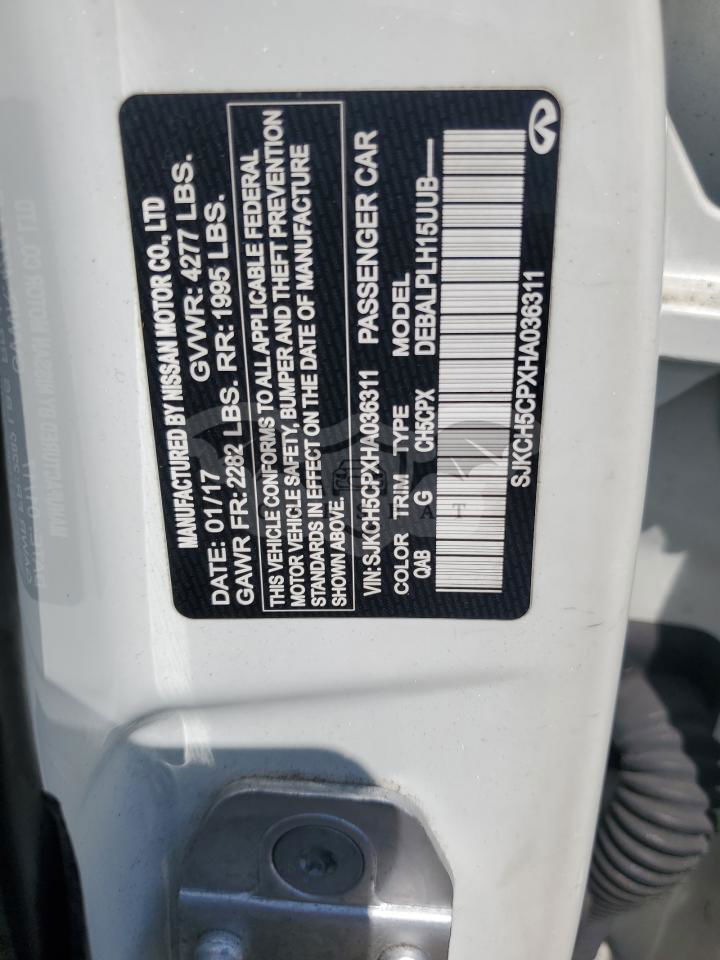 MANUFACTURED BY NISSAN MOTOR CO., LTD
DATE: 01/17 GVWR: 4277 LBS.
GAWR FR: 2282 LBS. RR: 1995 LBS.
THIS VEHICLE CONFORMS TO ALL APPLICABLE FEDERAL
MOTOR VEHICLE SAFETY, BUMPER AND THEFT PREVENTION
STANDARDS IN EFFECT ON THE DATE OF MANUFACTURE
SHOWN ABOVE.
VIN: SJKCH5CPXHA036311 PASSENGER CAR
COLOR TRIM TYPE MODEL
QAB G CH5CPX DEBALPLH15UUB—
SJKCH5CPXHA036311